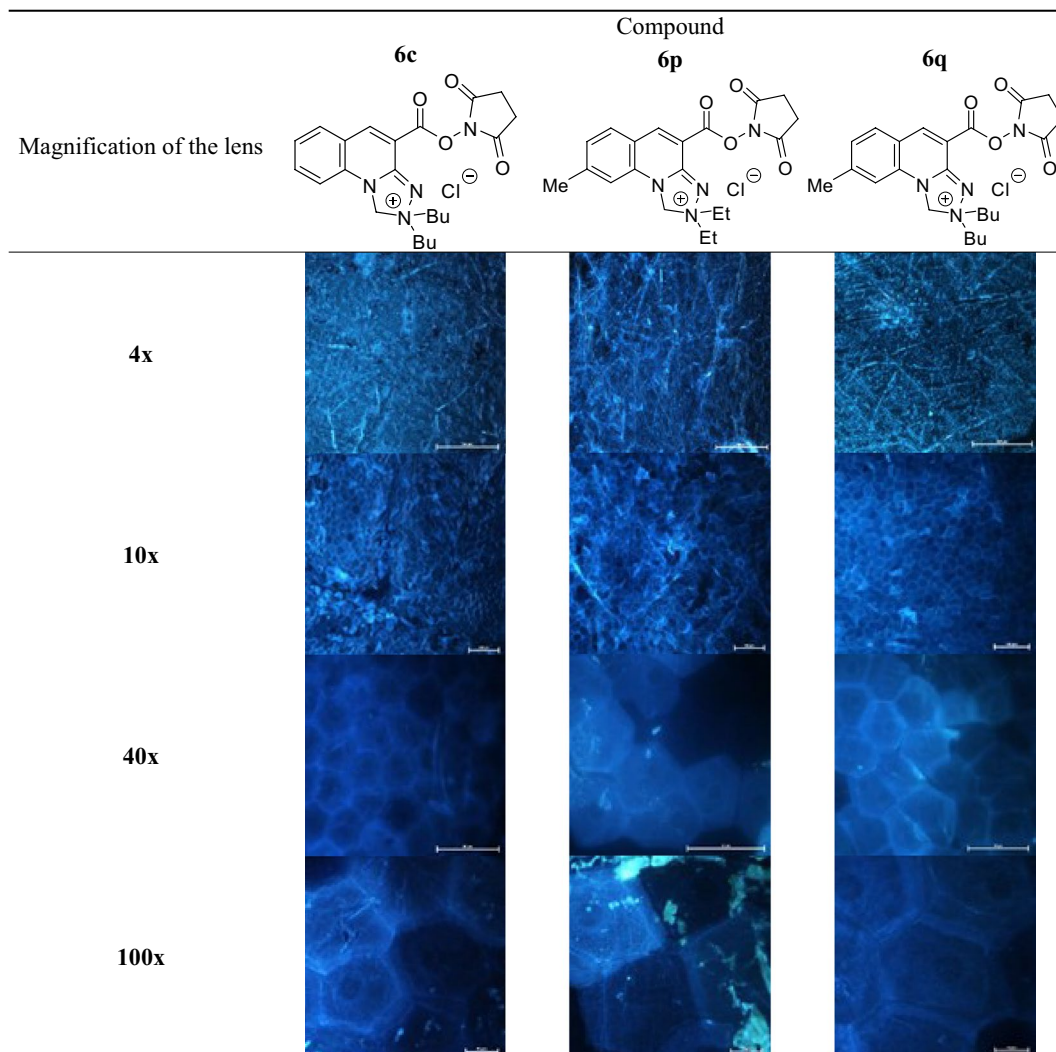 Compound
6c 6p 6q
Magnification of the lens
O O N O O O N N N Cl ⊖ ⊕ Bu Bu
Me O O N O O O N N N Cl ⊖ ⊕ Et Et
Me O O N O O O N N N Cl ⊖ ⊕ Bu Bu
4x
10x
40x
100x